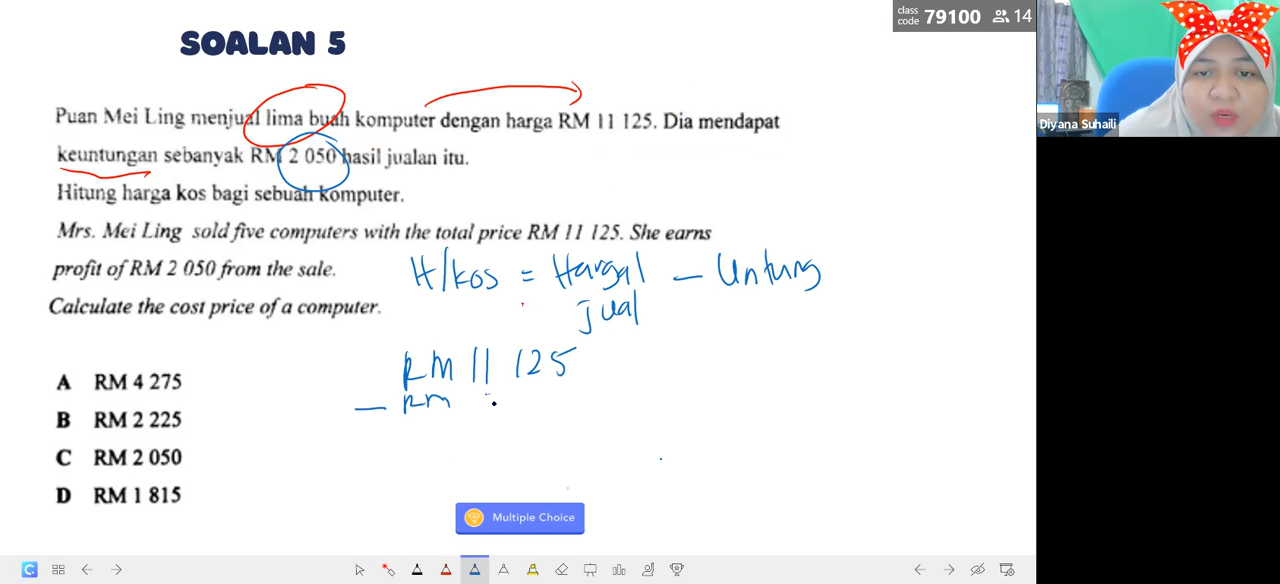 class code 79100 14
SOALAN 5
Diyana Suhaili
Puan Mei Ling menjual lima buah komputer dengan harga RM 11 125. Dia mendapat
keuntungan sebanyak RM 2 050 hasil jualan itu.
Hitung harga kos bagi sebuah komputer.
Mrs. Mei Ling sold five computers with the total price RM 11 125. She earns
profit of RM 2 050 from the sale.
Calculate the cost price of a computer.
H/kos = Harga jual - Untung
RM 11 125
- RM
A RM 4 275
B RM 2 225
C RM 2 050
D RM 1 815
Multiple Choice